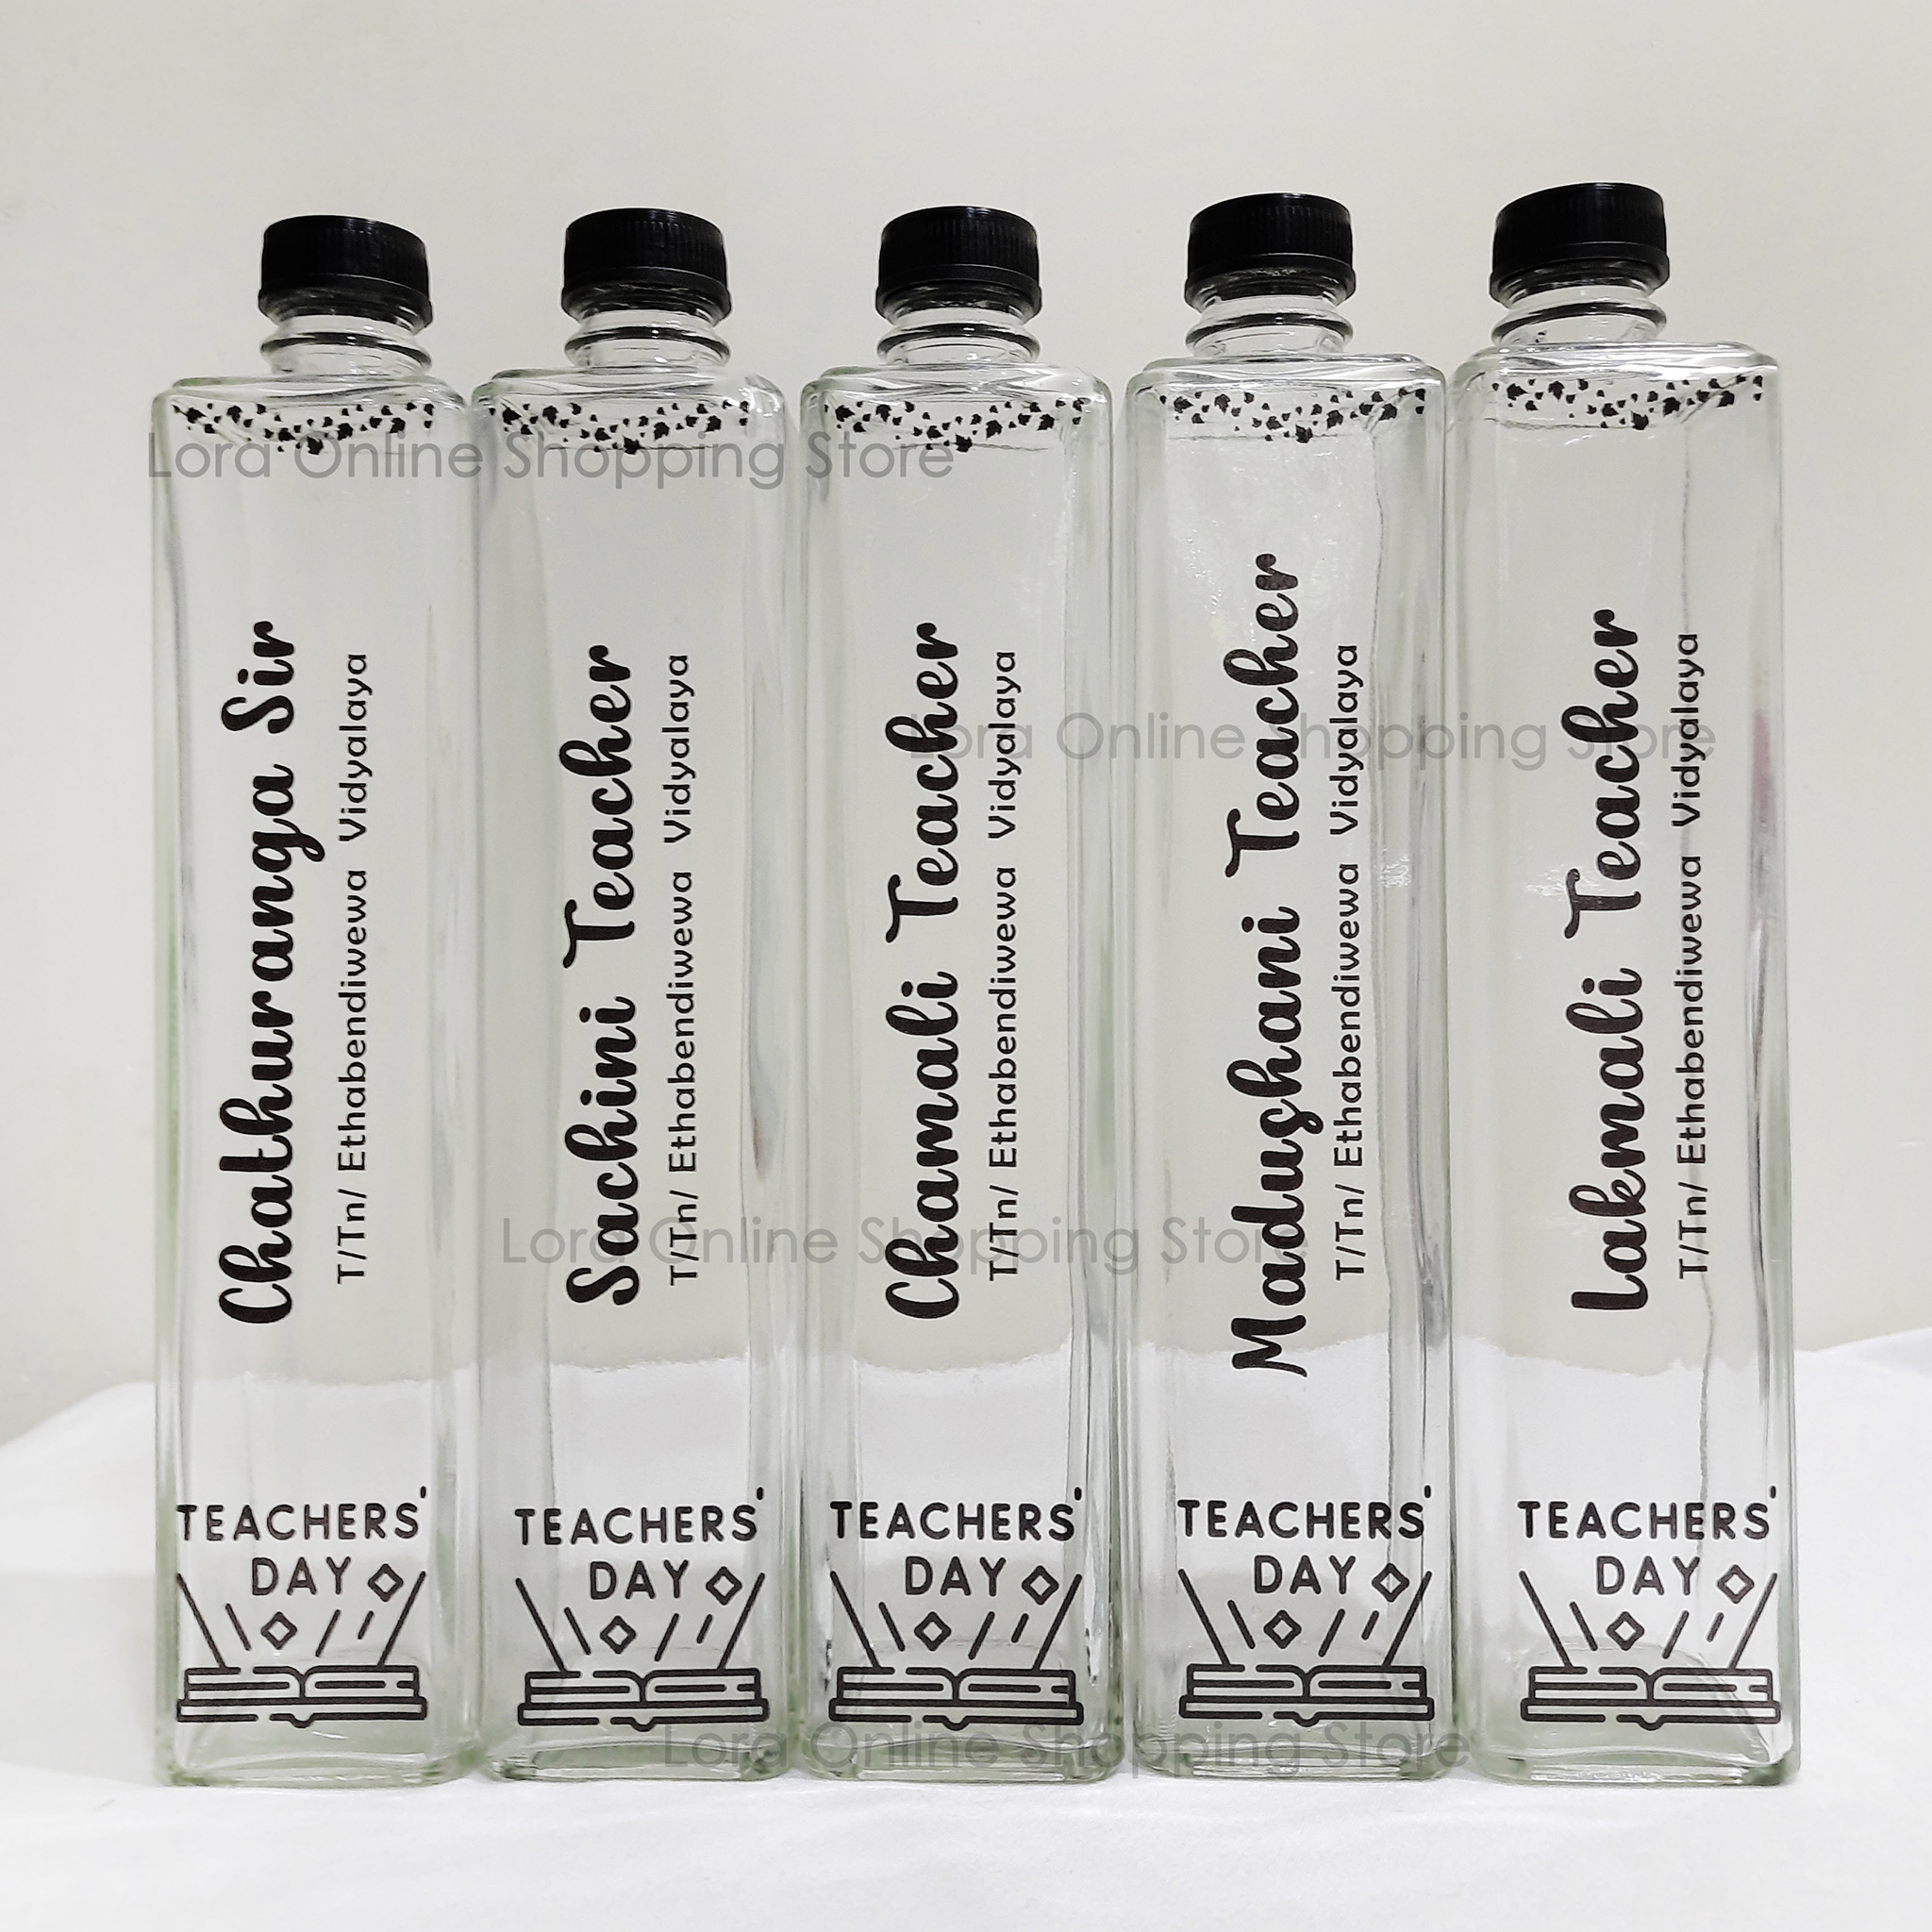 Lora Online Shopping Store
Chathuranga Sir
T/Tn/ Ethabendiwewa Vidyalaya
TEACHERS'
DAY
Sachini Teacher
T/Tn/ Ethabendiwewa Vidyalaya
TEACHERS'
DAY
Chamali Teacher
T/Tn/ Ethabendiwewa Vidyalaya
TEACHERS'
DAY
Madushani Teacher
T/Tn/ Ethabendiwewa Vidyalaya
TEACHERS'
DAY
Lakmali Teacher
T/Tn/ Ethabendiwewa Vidyalaya
TEACHERS'
DAY
Lora Online Shopping Store
Lora Online Shopping Store
Lora Online Shopping Store